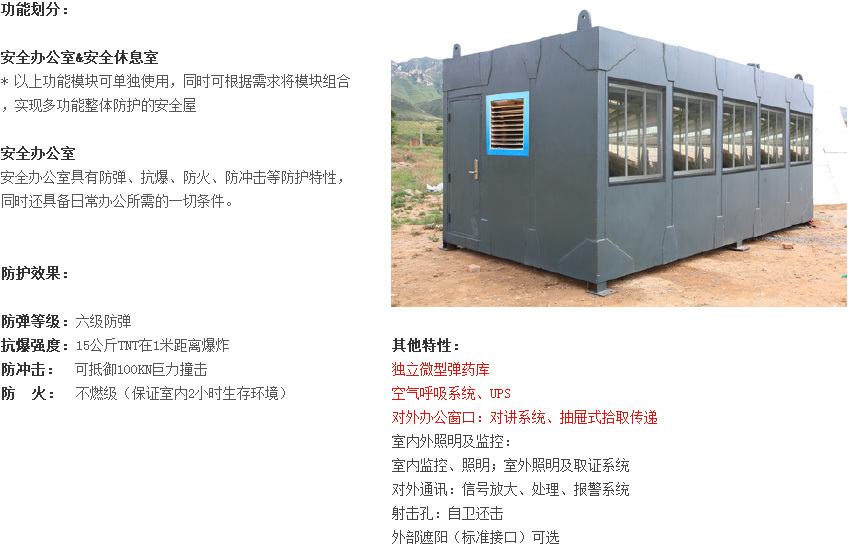 功能划分：
安全办公室&安全休息室
* 以上功能模块可单独使用，同时可根据需求将模块组合
，实现多功能整体防护的安全屋
安全办公室
安全办公室具有防弹、抗爆、防火、防冲击等防护特性，
同时还具备日常办公所需的一切条件。
防护效果：
防弹等级：六级防弹
抗爆强度：15公斤TNT在1米距离爆炸
防冲击： 可抵御100KN巨力撞击
防 火： 不燃级（保证室内2小时生存环境）
其他特性：
独立微型弹药库
空气呼吸系统、UPS
对外办公窗口：对讲系统、抽屉式拾取传递
室内外照明及监控：
室内监控、照明；室外照明及取证系统
对外通讯：信号放大、处理、报警系统
射击孔：自卫还击
外部遮阳（标准接口）可选